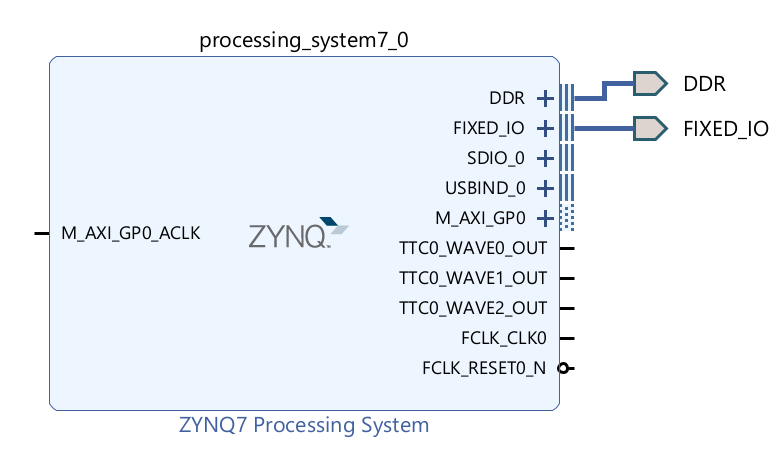 processing_system7_0
DDR
DDR
FIXED_IO
FIXED_IO
SDIO_0
USBIND_0
M_AXI_GP0
M_AXI_GP0_ACLK
ZYNQ
TTC0_WAVE0_OUT
TTC0_WAVE1_OUT
TTC0_WAVE2_OUT
FCLK_CLK0
FCLK_RESET0_N
ZYNQ7 Processing System